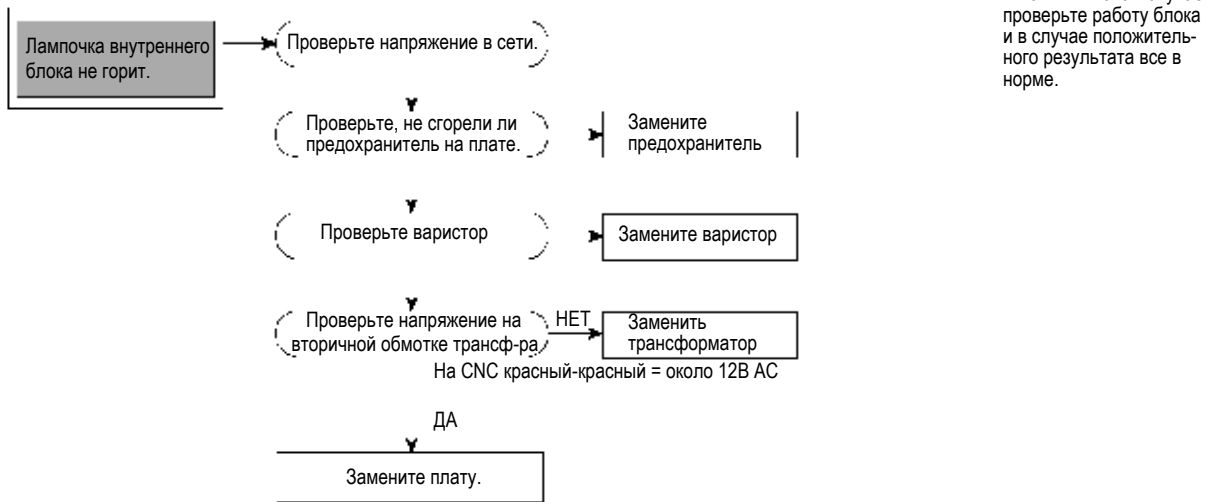 Лампочка внутреннего
блока не горит.
Проверьте напряжение в сети.
проверьте работу блока
и в случае положитель-
ного результата все в
норме.
Проверьте, не сгорели ли
предохранитель на плате.
Замените
предохранитель
Проверьте варистор
Замените варистор
Проверьте напряжение на
вторичной обмотке трансф-ра
НЕТ
Заменить
трансформатор
На CNC красный-красный = около 12В AC
ДА
Замените плату.